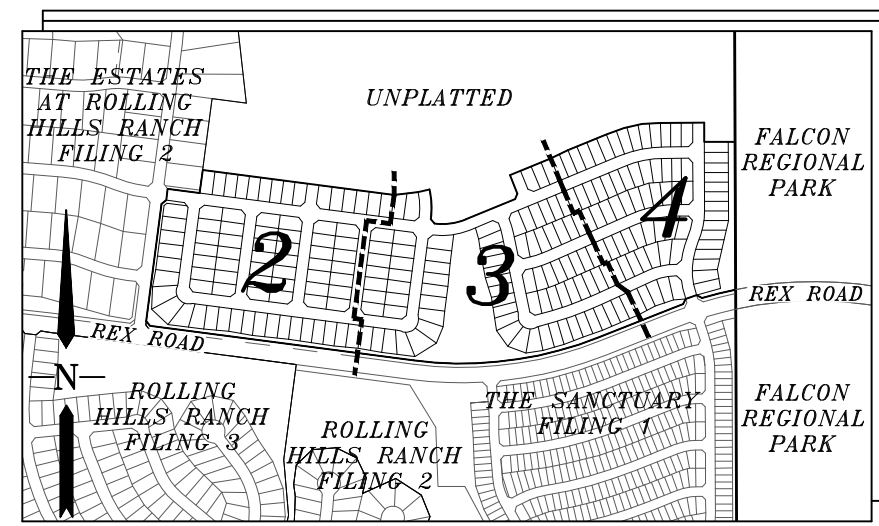 THE ESTATES
AT ROLLING
HILLS RANCH
FILING 2
UNPLATTED
FALCON
REGIONAL
PARK
2
3
4
REX ROAD
REX ROAD
N
ROLLING
HILLS RANCH
FILING 3
ROLLING
HILLS RANCH
FILING 2
THE SANCTUARY
FILING 1
FALCON
REGIONAL
PARK